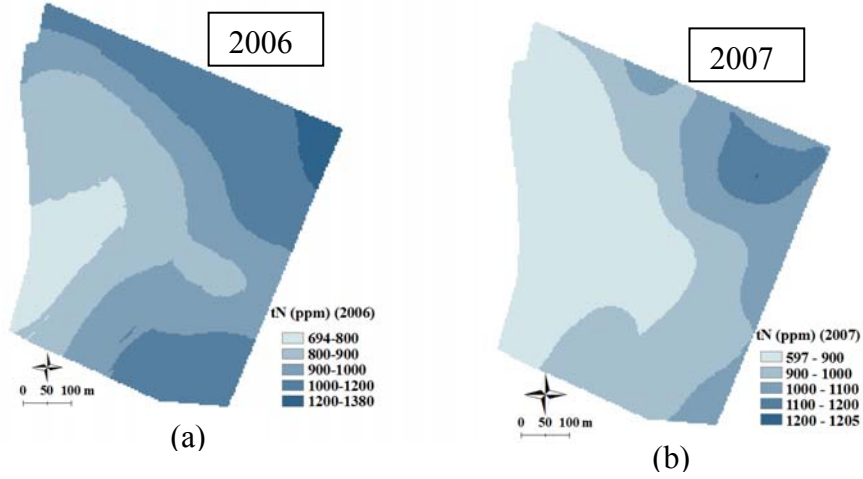 2006
tN (ppm) (2006)
694-800
800-900
900-1000
1000-1200
1200-1380
0 50 100 m
(a)
2007
tN (ppm) (2007)
597 - 900
900 - 1000
1000 - 1100
1100 - 1200
1200 - 1205
0 50 100 m
(b)